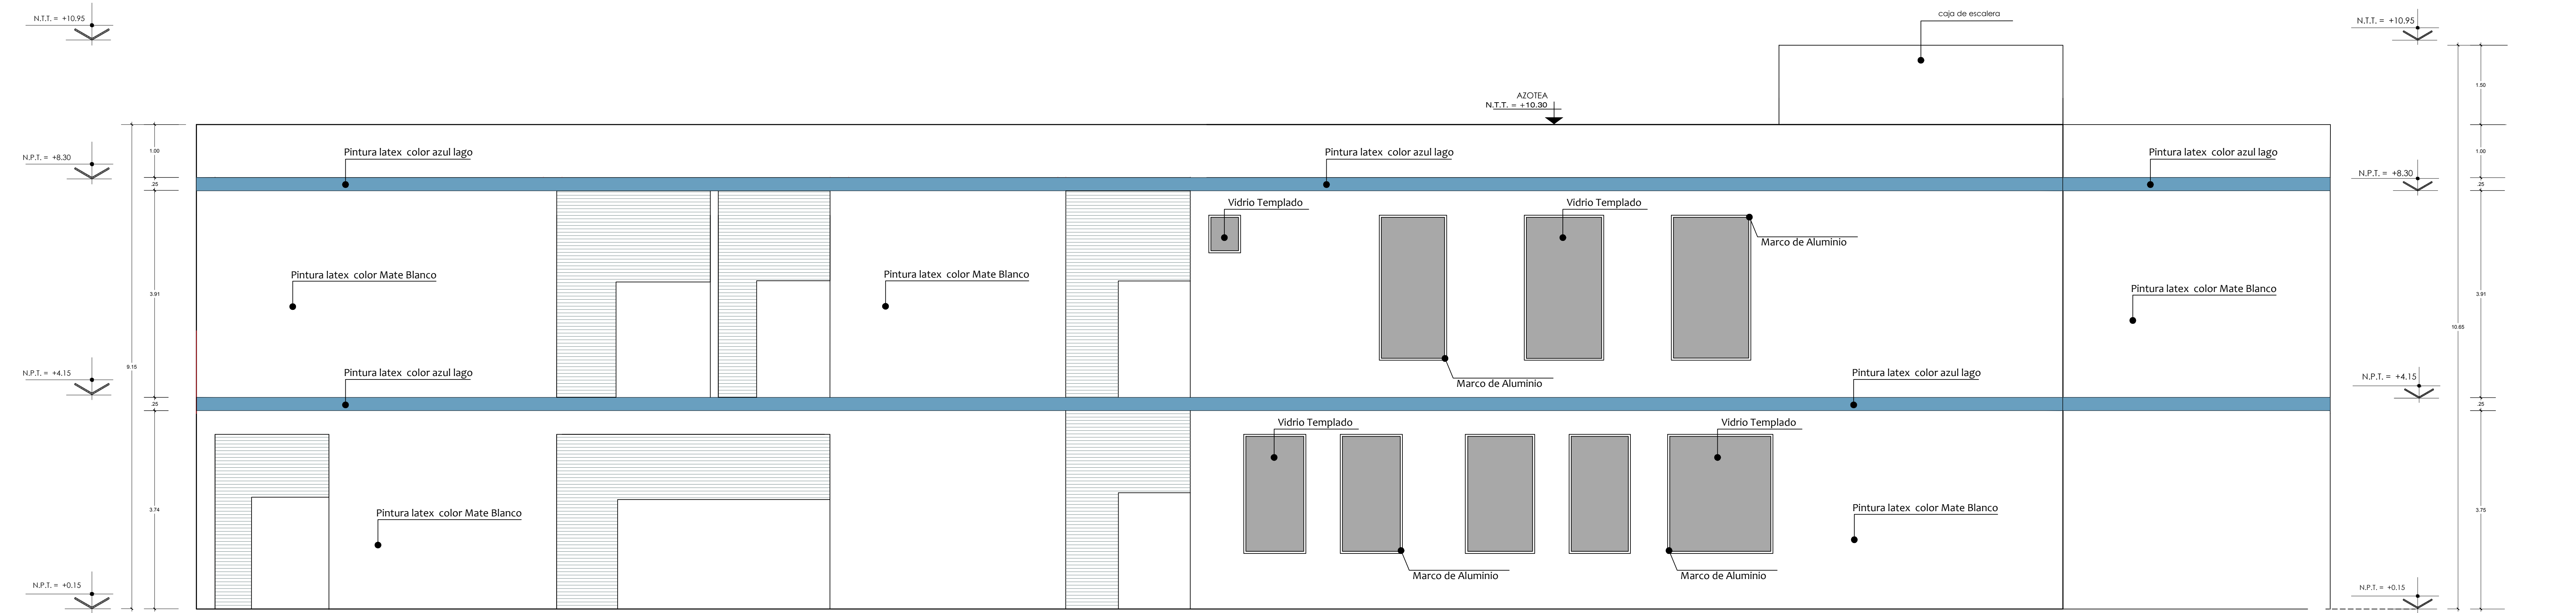 N.T.T. = +10.95
caja de escalera
N.T.T. = +10.95
1.50
AZOTEA
N.T.T. = +10.30
N.P.T. = +8.30
1.00
Pintura latex color azul lago
Pintura latex color azul lago
Pintura latex color azul lago
1.00
N.P.T. = +8.30
.25
.25
Vidrio Templado
Vidrio Templado
Marco de Aluminio
Pintura latex color Mate Blanco
Pintura latex color Mate Blanco
Pintura latex color Mate Blanco
3.91
3.91
10.65
9.15
N.P.T. = +4.15
Pintura latex color azul lago
Marco de Aluminio
Pintura latex color azul lago
N.P.T. = +4.15
.25
.25
Vidrio Templado
Vidrio Templado
3.74
Pintura latex color Mate Blanco
Pintura latex color Mate Blanco
3.75
Marco de Aluminio
Marco de Aluminio
N.P.T. = +0.15
N.P.T. = +0.15